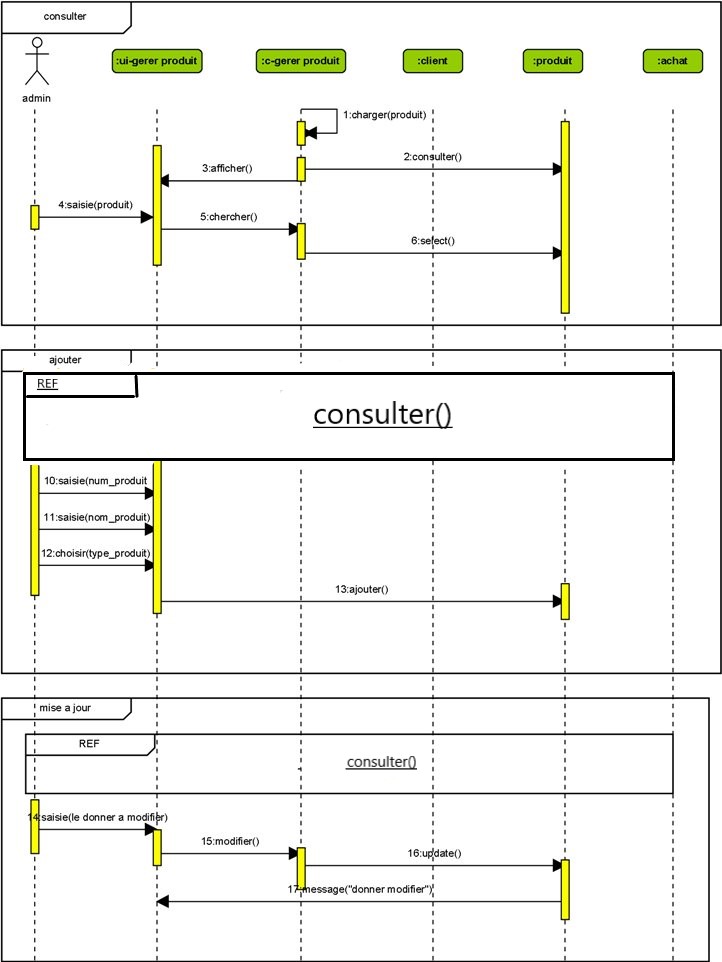 consulter
admin
:ui-gerer produit
:c-gerer produit
:client
:produit
:achat
1:charger(produit)
2:consulter()
3:afficher()
4:saisie(produit)
5:chercher()
6:select()
ajouter
REF
consulter()
10:saisie(num_produit
11:saisie(nom_produit)
12:choisir(type_produit)
13:ajouter()
mise a jour
REF
consulter()
14:saisie(le donner a modifier)
15:modifier()
16:update()
17:message("donner modifier")